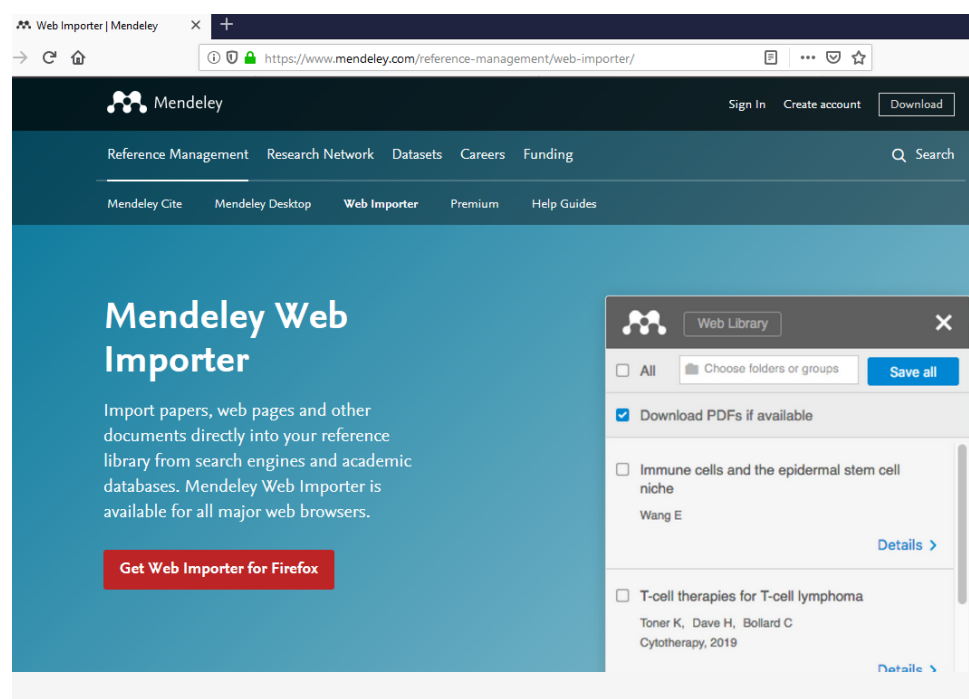 Web Importer | Mendeley
https://www.mendeley.com/reference-management/web-importer/
Mendeley
Sign In Create account Download
Reference Management Research Network Datasets Careers Funding Search
Mendeley Cite Mendeley Desktop Web Importer Premium Help Guides
Mendeley Web
Importer
Import papers, web pages and other
documents directly into your reference
library from search engines and academic
databases. Mendeley Web Importer is
available for all major web browsers.
Get Web Importer for Firefox
Web Library
All Choose folders or groups Save all
Download PDFs if available
Immune cells and the epidermal stem cell
niche
Wang E
Details
T-cell therapies for T-cell lymphoma
Toner K, Dave H, Bollard C
Cytotherapy, 2019
Details